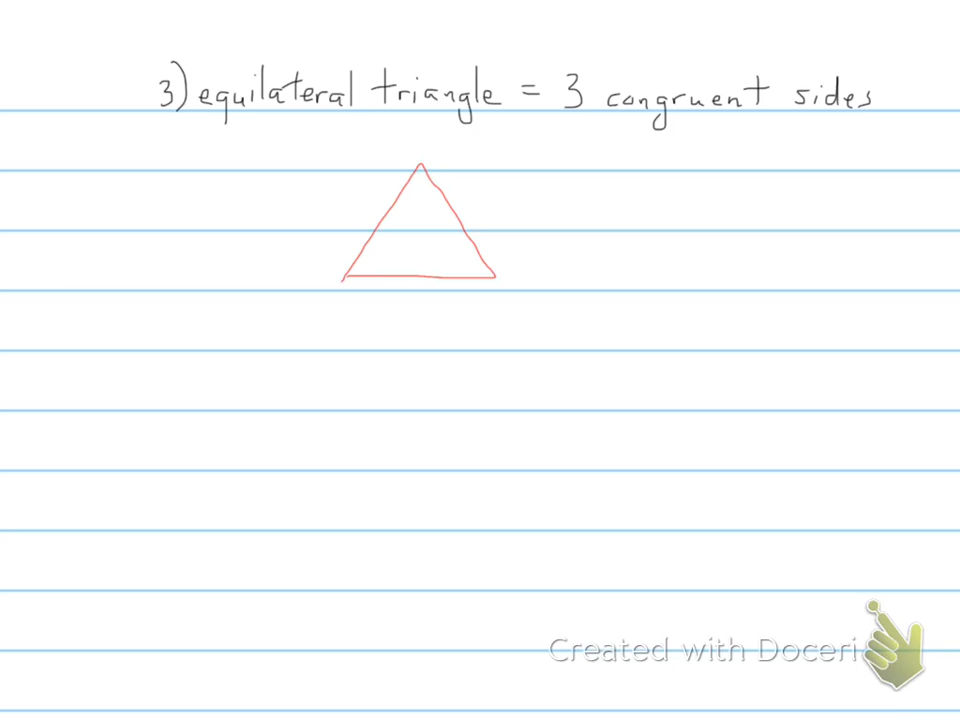 3) equilateral triangle = 3 congruent sides
Created with Doceri